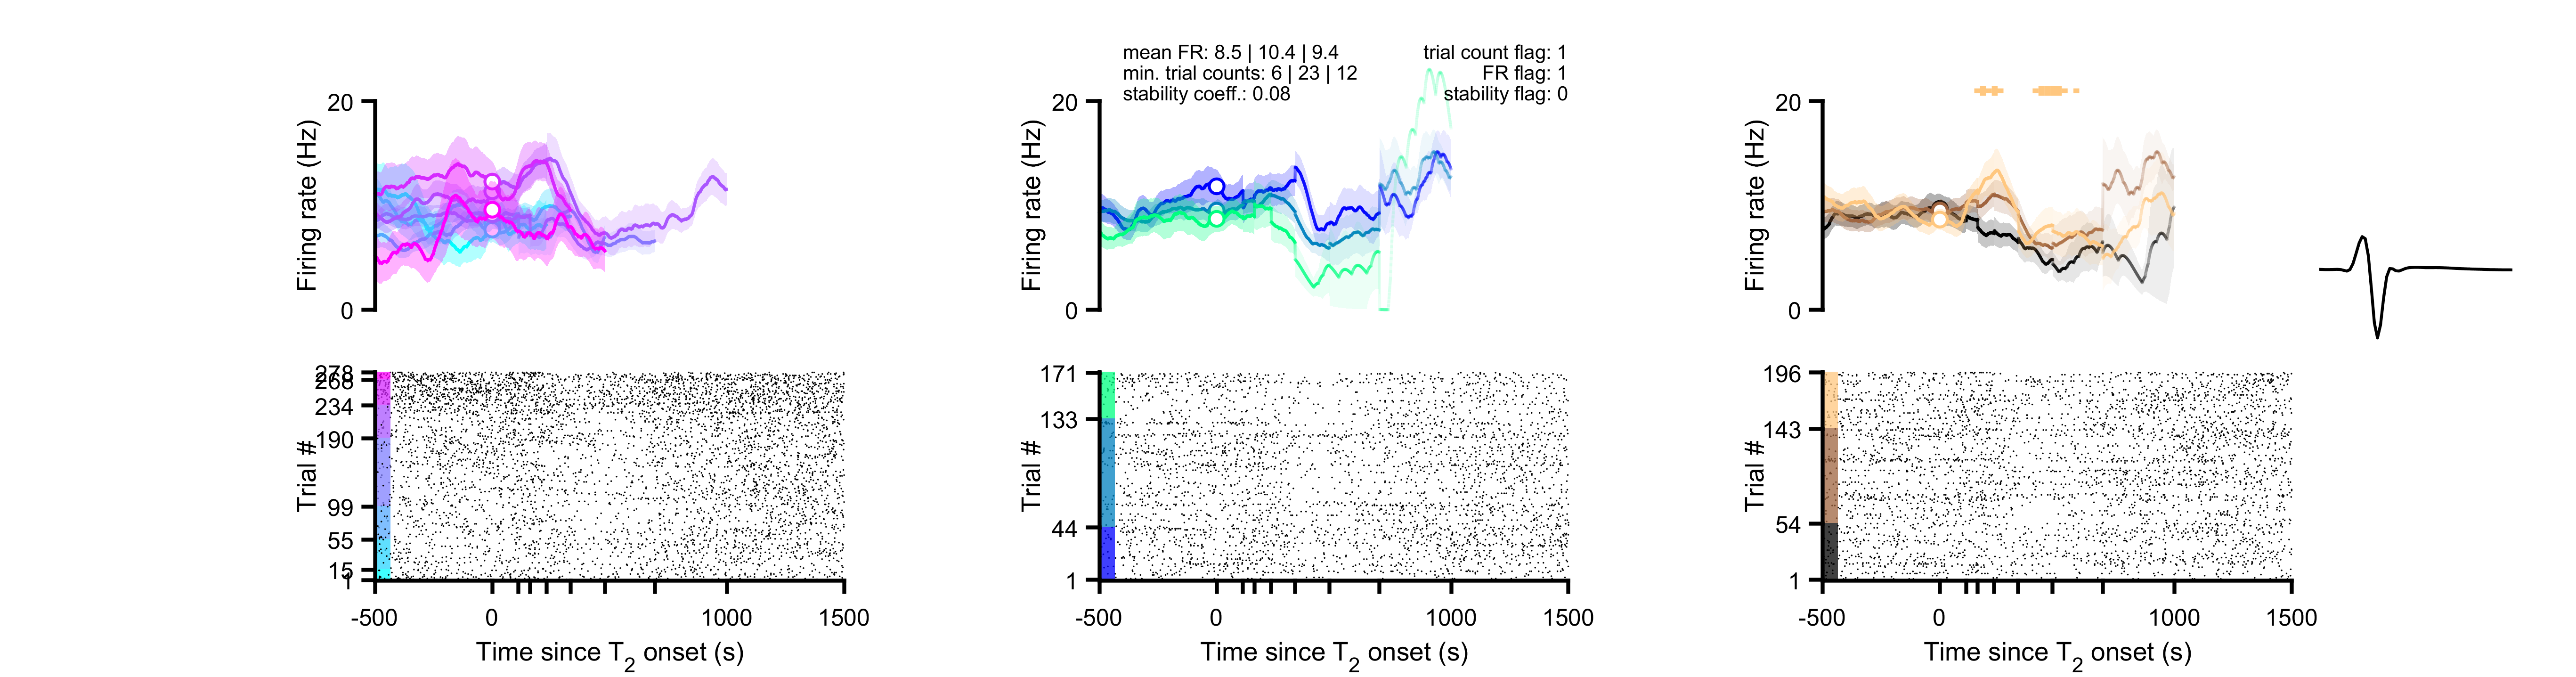 mean FR: 8.5 | 10.4 | 9.4
min. trial counts: 6 | 23 | 12
stability coeff.: 0.08
trial count flag: 1
FR flag: 1
stability flag: 0
20
Firing rate (Hz)
0
20
Firing rate (Hz)
0
20
Firing rate (Hz)
0
278
268
234
190
99
55
15
1
Trial #
-500
0
1000
1500
Time since T2 onset (s)
171
133
44
1
Trial #
-500
0
1000
1500
Time since T2 onset (s)
196
143
54
1
Trial #
-500
0
1000
1500
Time since T2 onset (s)